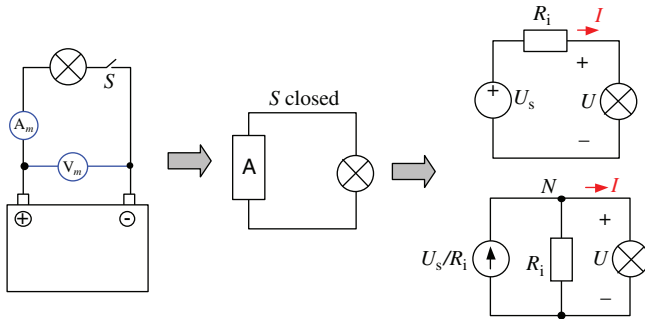 S
A_m
V_m
+
-
S closed
A
R_i
I
+
+
U_s
U
−
N
I
+
U_s/R_i
R_i
U
−